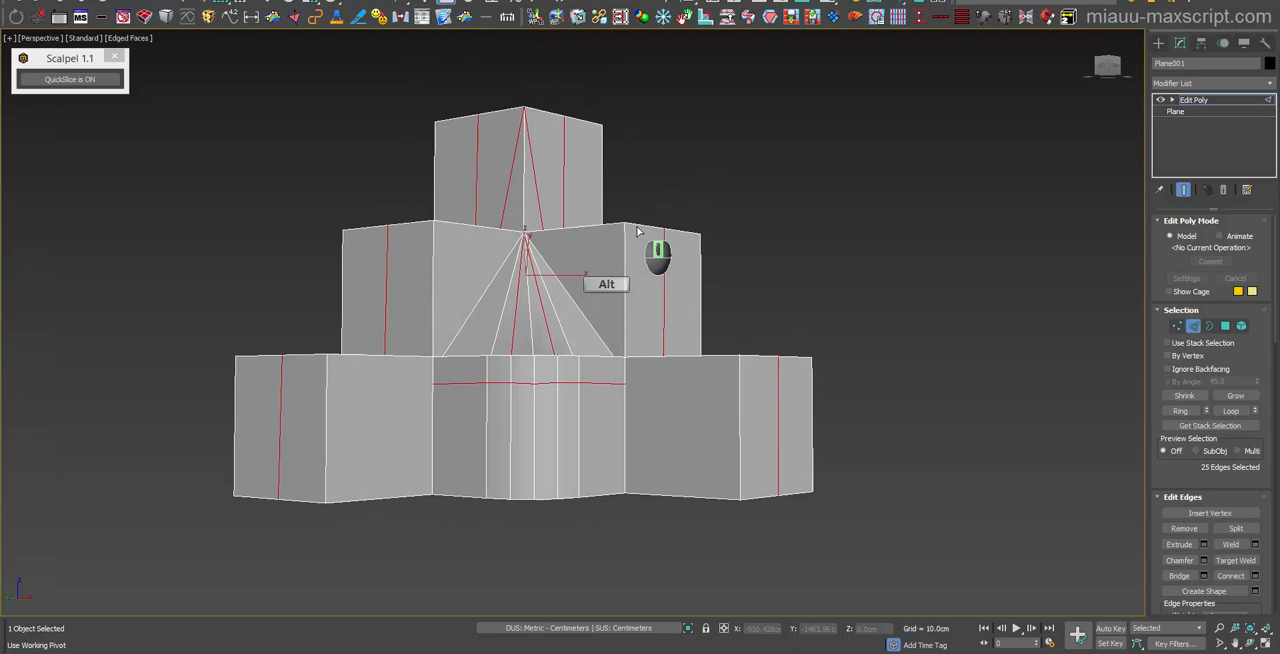 miauu-maxscript.com
[+] [Perspective] [Standard] [Edged Faces]
Scalpel 1.1
QuickSlice is ON
Alt
Plane001
Modifier List
Edit Poly
Plane
Edit Poly Mode
Model
Animate
<No Current Operation>
Commit
Settings
Cancel
Show Cage
Selection
Use Stack Selection
By Vertex
Ignore Backfacing
By Angle: 45.0
Shrink
Grow
Ring
Loop
Get Stack Selection
Preview Selection
Off
SubObj
Multi
25 Edges Selected
Edit Edges
Insert Vertex
Remove
Split
Extrude
Weld
Chamfer
Target Weld
Bridge
Connect
Create Shape
Edge Properties
1 Object Selected
Use Working Pivot
DUS: Metric - Centimeters | SUS: Centimeters
X:
Y:
Z: 0.0cm
Grid = 10.0cm
Add Time Tag
0
Auto Key
Selected
Set Key
Key Filters...